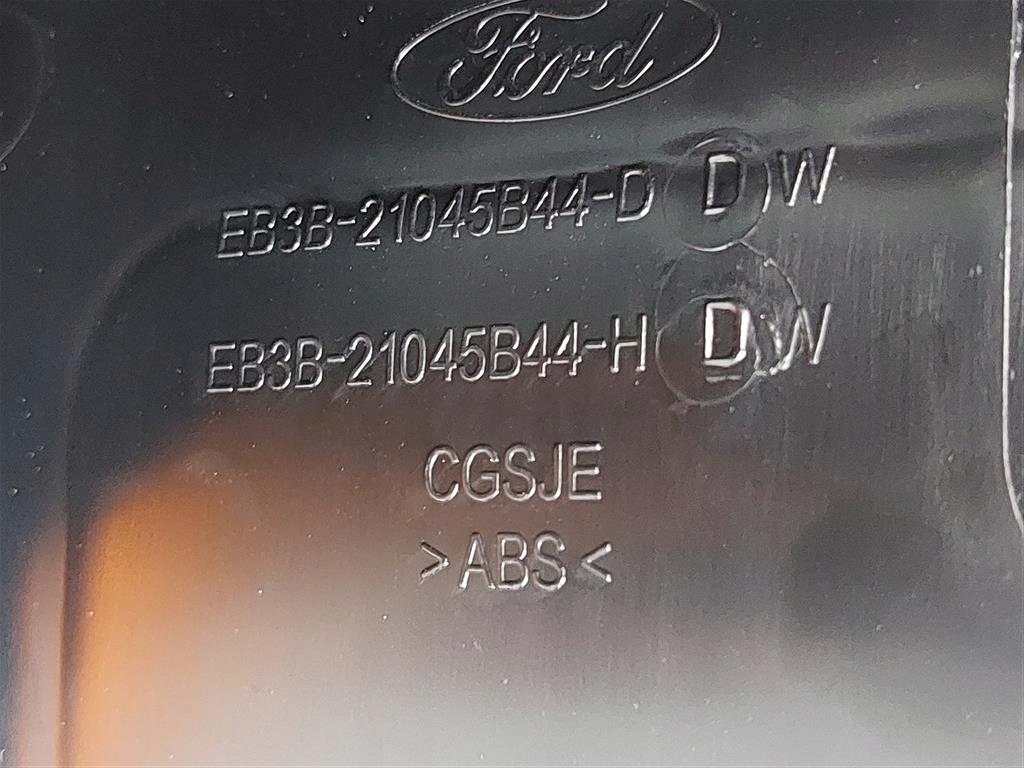 Ford
EB3B-21045B44-D D W
EB3B-21045B44-H D W
CGSJE
>ABS<